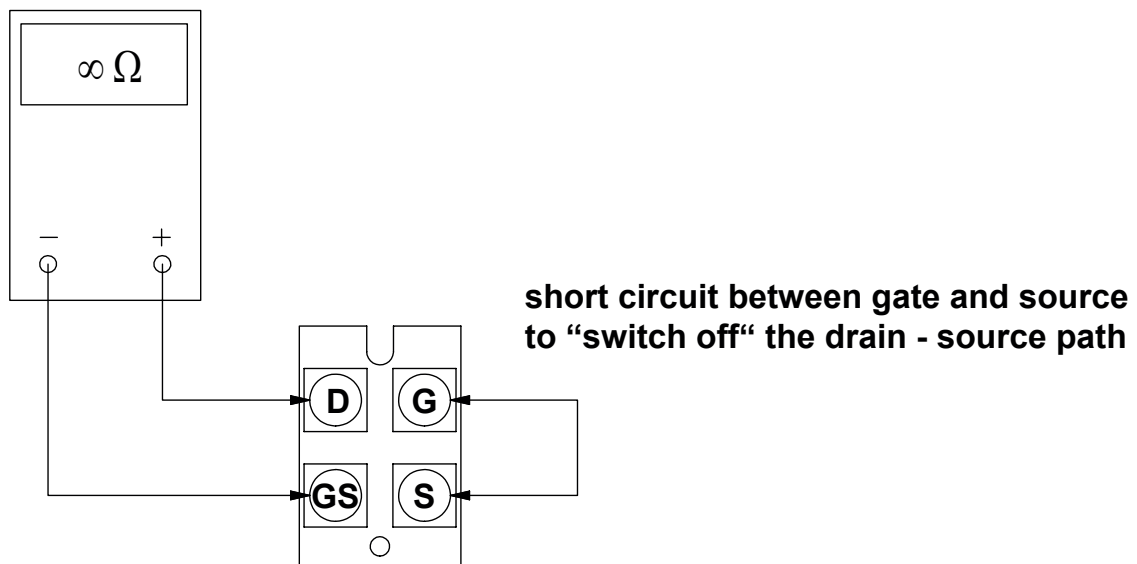 ∞ Ω
− +
short circuit between gate and source
to “switch off“ the drain - source path
D G
GS S